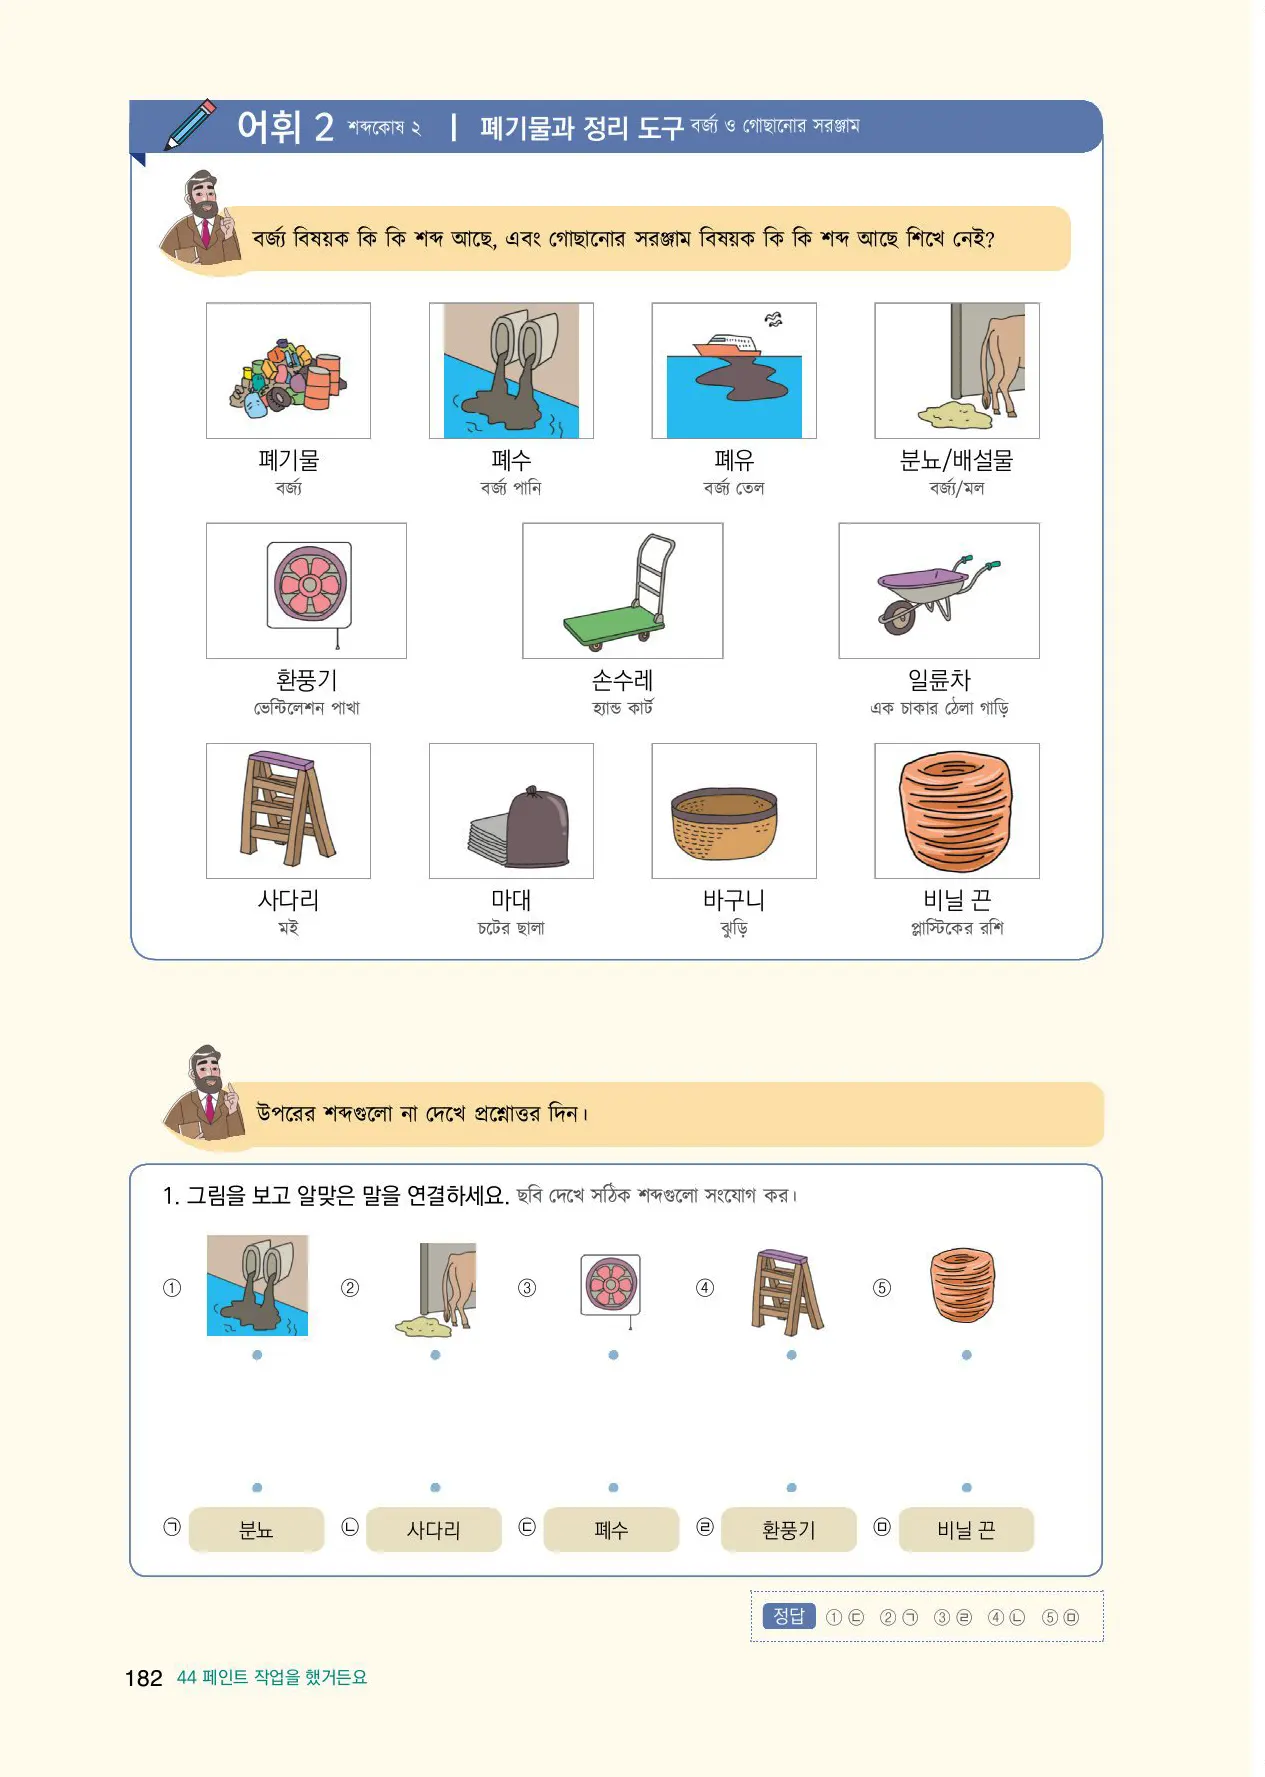 어휘 2 শব্দকোষ ২ | 폐기물과 정리 도구 বর্জ্য ও গোছানোর সরঞ্জাম
বর্জ্য বিষয়ক কি কি শব্দ আছে, এবং গোছানোর সরঞ্জাম বিষয়ক কি কি শব্দ আছে শিখে নেই?
폐기물 폐수 폐유 분뇨/배설물
বর্জ্য বর্জ্য পানি বর্জ্য তেল বর্জ্য/মল
환풍기 손수레 일륜차
ভেন্টিলেশন পাখা হ্যান্ড কার্ট এক চাকার ঠেলা গাড়ি
사다리 마대 바구니 비닐 끈
মই চটের ছালা ঝুড়ি প্লাস্টিকের রশি
উপরের শব্দগুলো না দেখে প্রশ্নোত্তর দিন।
1. 그림을 보고 알맞은 말을 연결하세요. ছবি দেখে সঠিক শব্দগুলো সংযোগ কর।
① ② ③ ④ ⑤
㉠ 분뇨 ㉡ 사다리 ㉢ 폐수 ㉣ 환풍기 ㉤ 비닐 끈
정답 ① ㉢ ② ㉠ ③ ㉣ ④ ㉡ ⑤ ㉤
182 44 페인트 작업을 했거든요